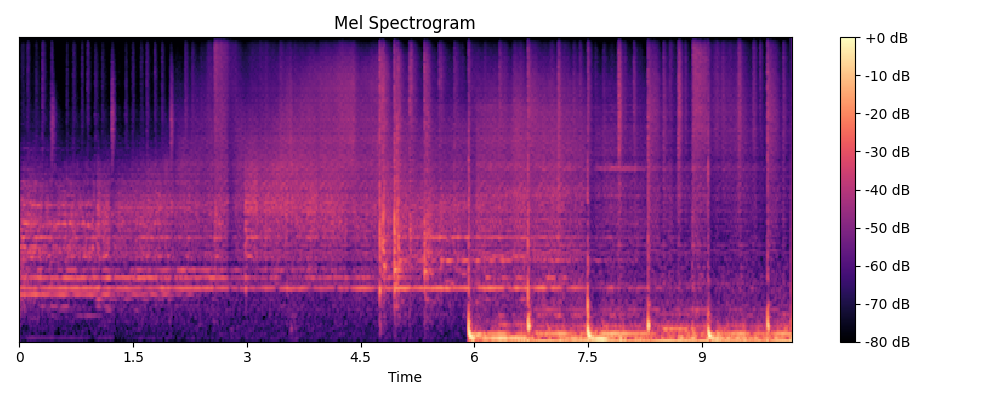 Mel Spectrogram
+0 dB
-10 dB
-20 dB
-30 dB
-40 dB
-50 dB
-60 dB
-70 dB
-80 dB
0 1.5 3 4.5 6 7.5 9
Time